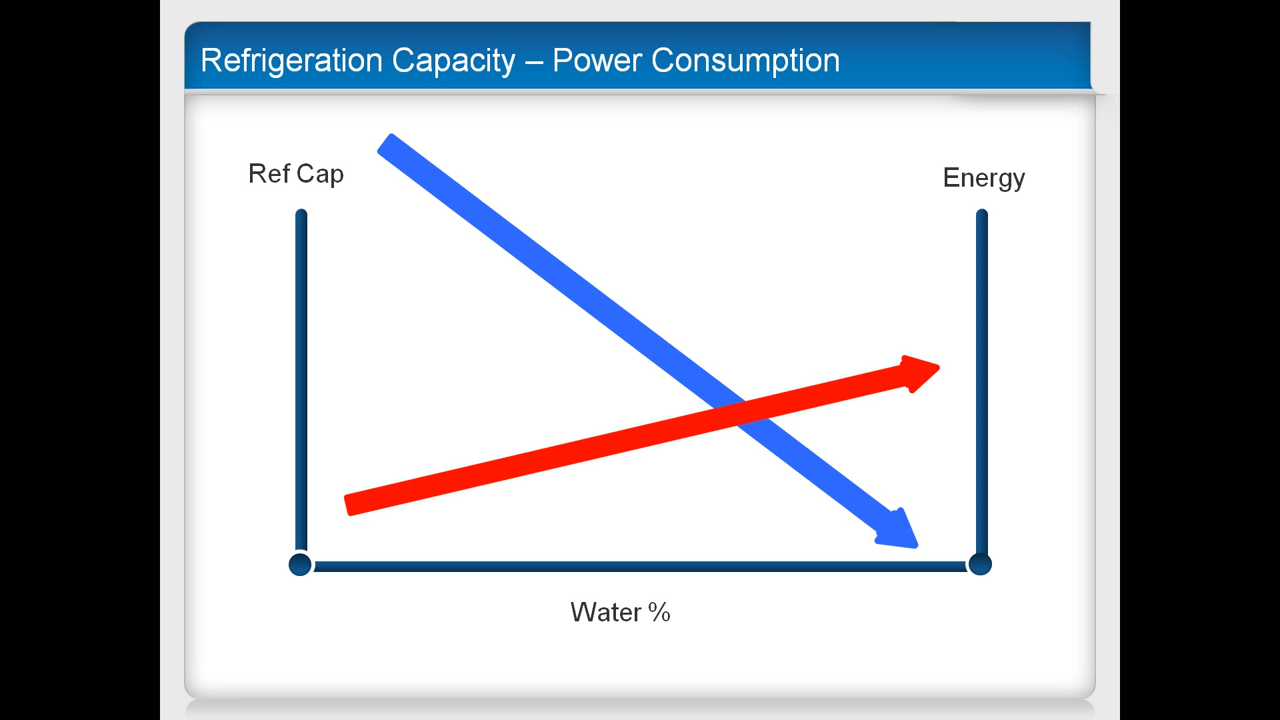 Refrigeration Capacity – Power Consumption
Ref Cap
Energy
Water %